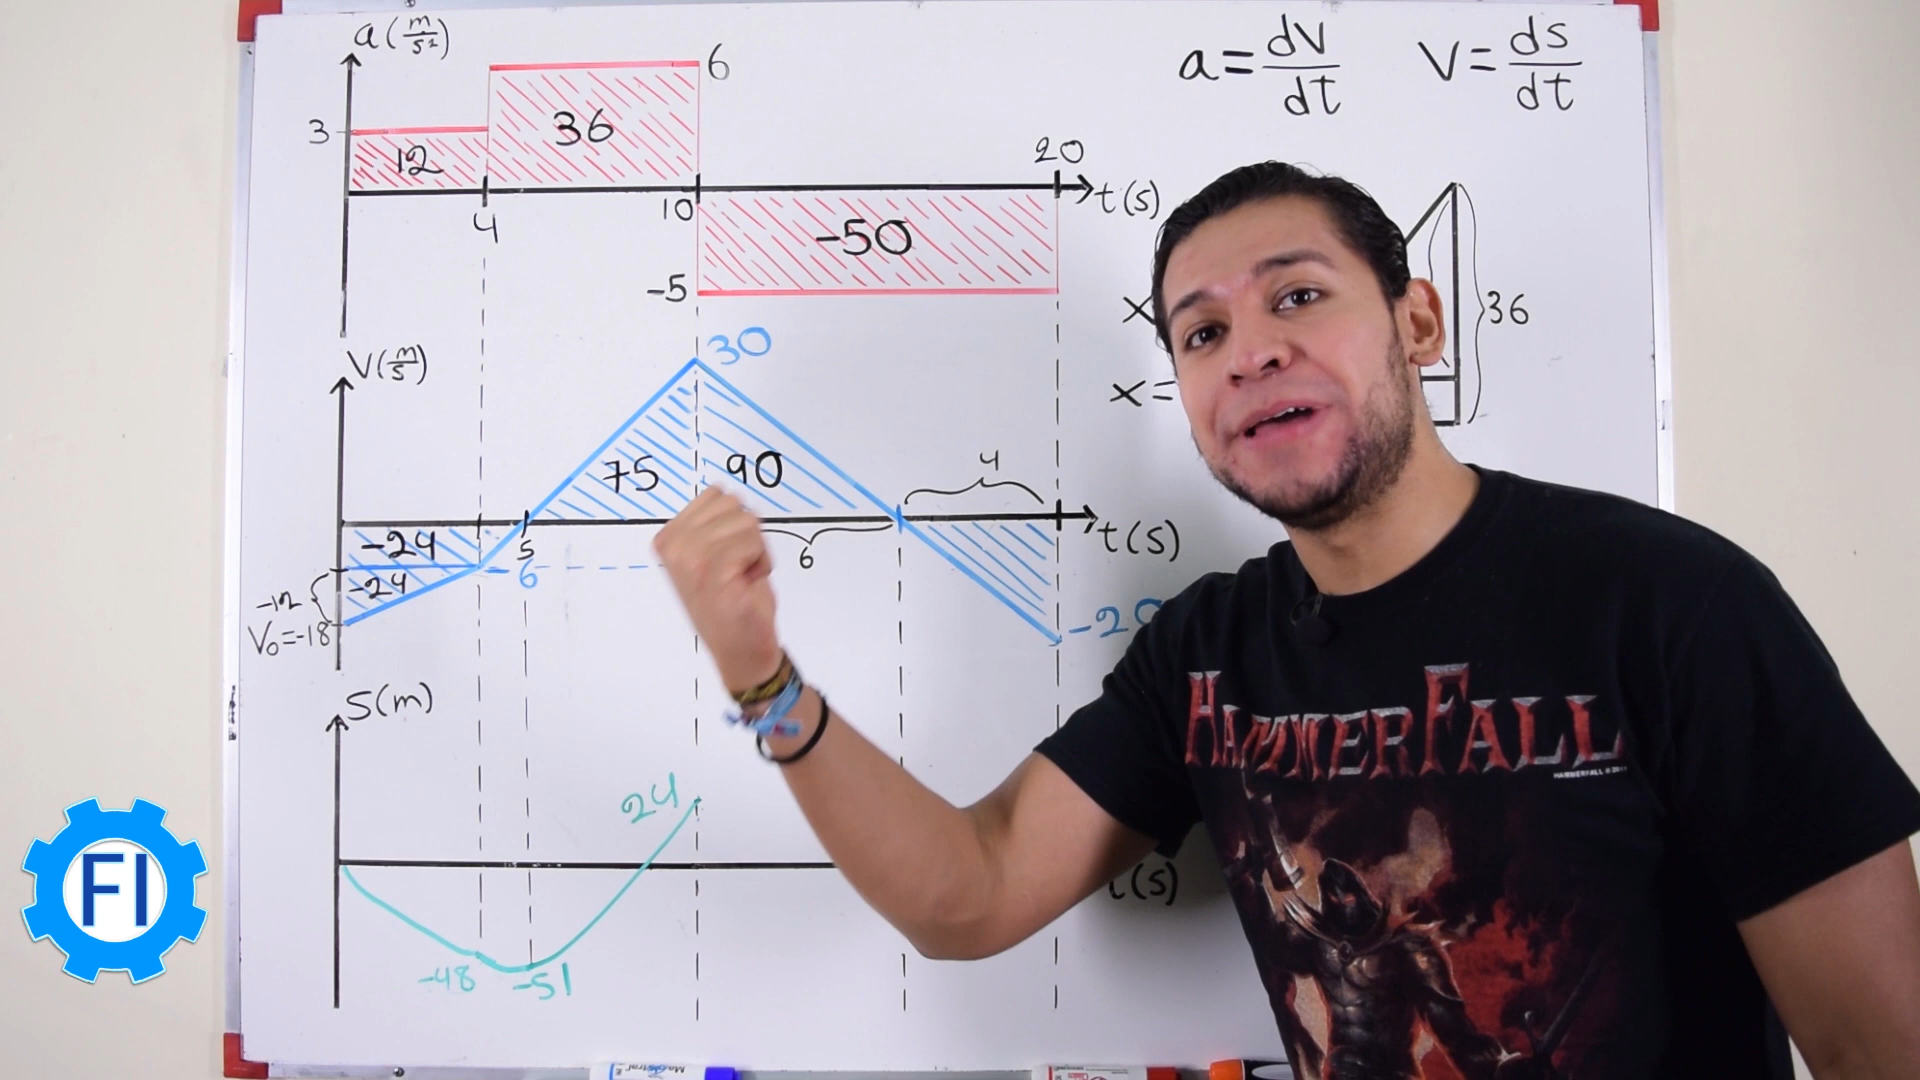 a(m/s²)
a = dv/dt
V = ds/dt
6
3
12
36
4
10
20
t(s)
-50
-5
36
V(m/s)
30
x
x=
75
90
4
-24
-24
5
6
6
t(s)
-12
V₀=-18
S(m)
24
-48
-51
t(s)
FI
HAMMERFALL